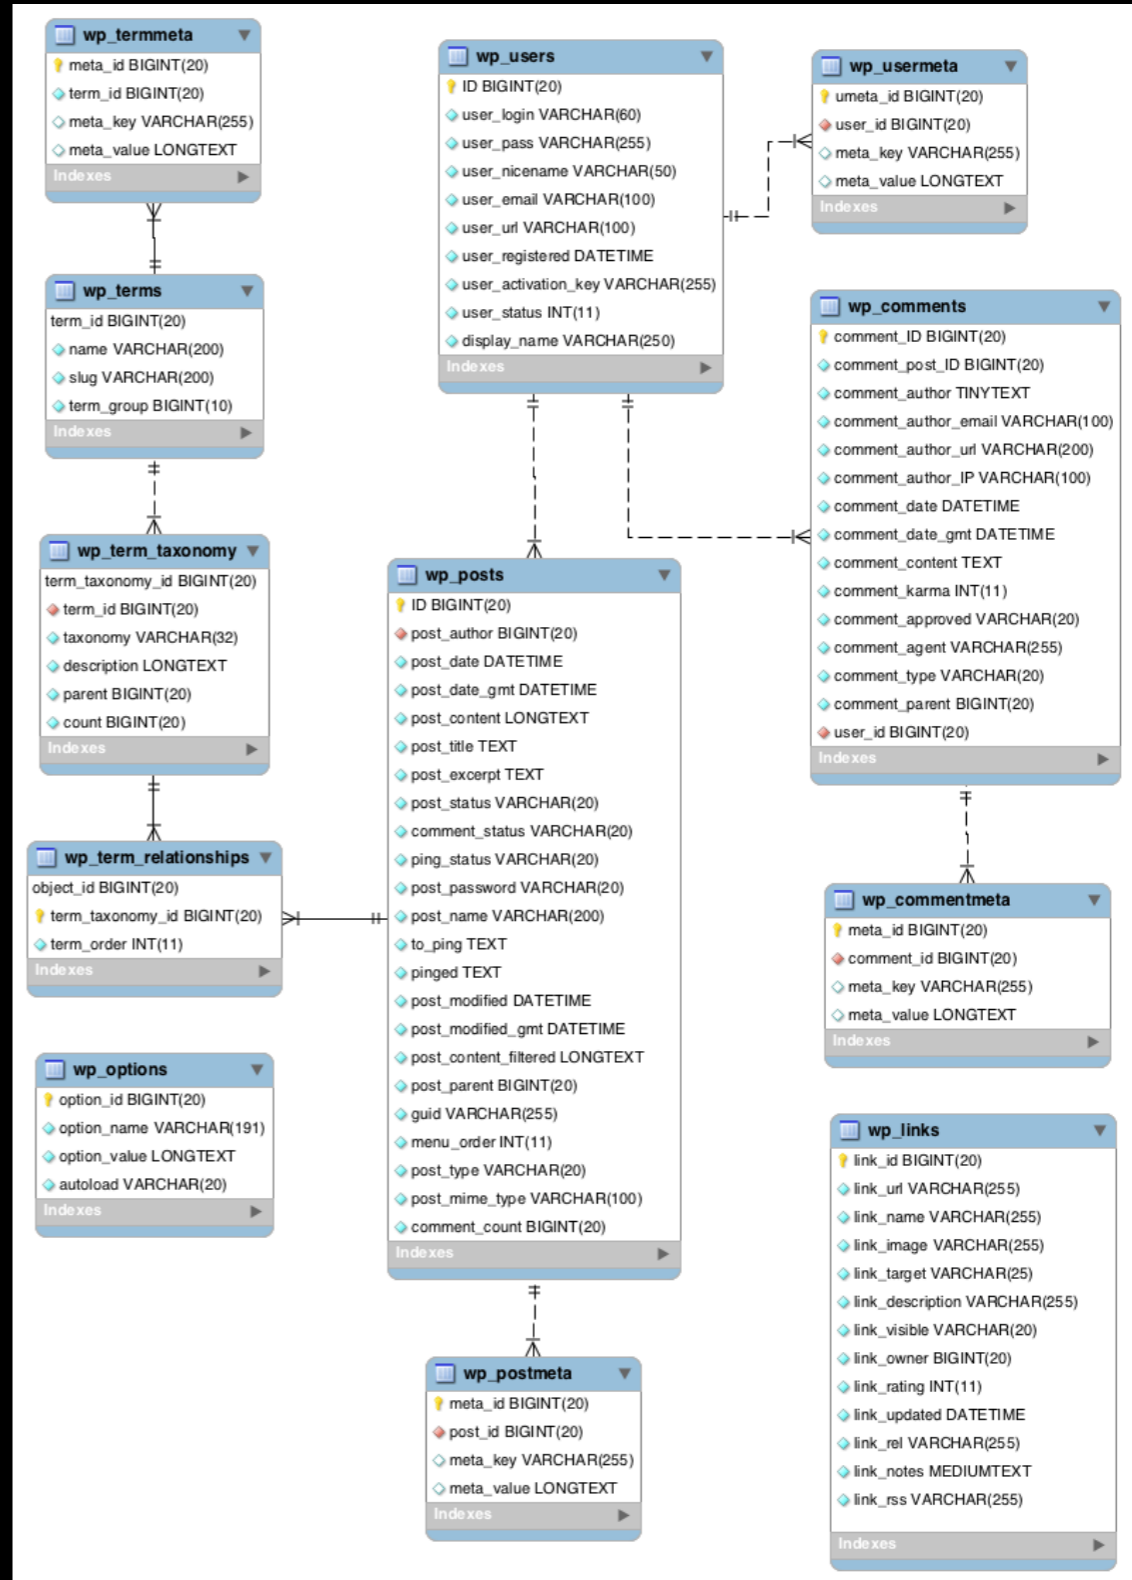 wp_termmeta
meta_id BIGINT(20)
term_id BIGINT(20)
meta_key VARCHAR(255)
meta_value LONGTEXT
Indexes
wp_terms
term_id BIGINT(20)
name VARCHAR(200)
slug VARCHAR(200)
term_group BIGINT(10)
Indexes
wp_term_taxonomy
term_taxonomy_id BIGINT(20)
term_id BIGINT(20)
taxonomy VARCHAR(32)
description LONGTEXT
parent BIGINT(20)
count BIGINT(20)
Indexes
wp_term_relationships
object_id BIGINT(20)
term_taxonomy_id BIGINT(20)
term_order INT(11)
Indexes
wp_options
option_id BIGINT(20)
option_name VARCHAR(191)
option_value LONGTEXT
autoload VARCHAR(20)
Indexes
wp_users
ID BIGINT(20)
user_login VARCHAR(60)
user_pass VARCHAR(255)
user_nicename VARCHAR(50)
user_email VARCHAR(100)
user_url VARCHAR(100)
user_registered DATETIME
user_activation_key VARCHAR(255)
user_status INT(11)
display_name VARCHAR(250)
Indexes
wp_posts
ID BIGINT(20)
post_author BIGINT(20)
post_date DATETIME
post_date_gmt DATETIME
post_content LONGTEXT
post_title TEXT
post_excerpt TEXT
post_status VARCHAR(20)
comment_status VARCHAR(20)
ping_status VARCHAR(20)
post_password VARCHAR(20)
post_name VARCHAR(200)
to_ping TEXT
pinged TEXT
post_modified DATETIME
post_modified_gmt DATETIME
post_content_filtered LONGTEXT
post_parent BIGINT(20)
guid VARCHAR(255)
menu_order INT(11)
post_type VARCHAR(20)
post_mime_type VARCHAR(100)
comment_count BIGINT(20)
Indexes
wp_postmeta
meta_id BIGINT(20)
post_id BIGINT(20)
meta_key VARCHAR(255)
meta_value LONGTEXT
Indexes
wp_usermeta
umeta_id BIGINT(20)
user_id BIGINT(20)
meta_key VARCHAR(255)
meta_value LONGTEXT
Indexes
wp_comments
comment_ID BIGINT(20)
comment_post_ID BIGINT(20)
comment_author TINYTEXT
comment_author_email VARCHAR(100)
comment_author_url VARCHAR(200)
comment_author_IP VARCHAR(100)
comment_date DATETIME
comment_date_gmt DATETIME
comment_content TEXT
comment_karma INT(11)
comment_approved VARCHAR(20)
comment_agent VARCHAR(255)
comment_type VARCHAR(20)
comment_parent BIGINT(20)
user_id BIGINT(20)
Indexes
wp_commentmeta
meta_id BIGINT(20)
comment_id BIGINT(20)
meta_key VARCHAR(255)
meta_value LONGTEXT
Indexes
wp_links
link_id BIGINT(20)
link_url VARCHAR(255)
link_name VARCHAR(255)
link_image VARCHAR(255)
link_target VARCHAR(25)
link_description VARCHAR(255)
link_visible VARCHAR(20)
link_owner BIGINT(20)
link_rating INT(11)
link_updated DATETIME
link_rel VARCHAR(255)
link_notes MEDIUMTEXT
link_rss VARCHAR(255)
Indexes